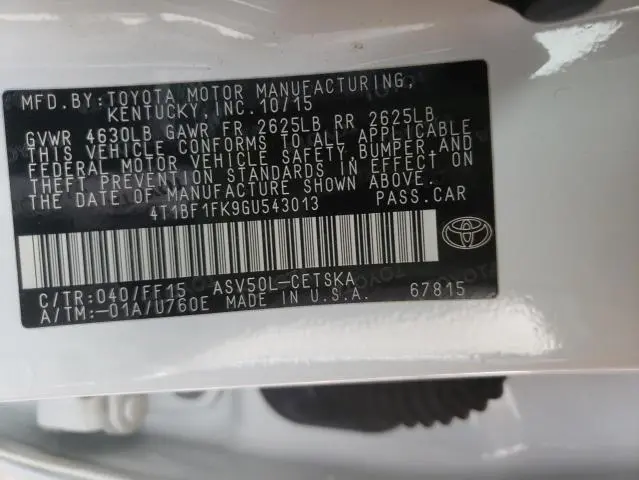 MFD.BY:TOYOTA MOTOR MANUFACTURING,
KENTUCKY,INC.10/15
GVWR 4630LB GAWR FR 2625LB RR 2625LB
THIS VEHICLE CONFORMS TO ALL APPLICABLE
FEDERAL MOTOR VEHICLE SAFETY,BUMPER,AND
THEFT PREVENTION STANDARDS IN EFFECT ON
THE DATE OF MANUFACTURE SHOWN ABOVE.
4T1BF1FK9GU543013 PASS.CAR
C/TR:040/FF15 ASV50L-CETSKA
A/TM:-01A/U760E MADE IN U.S.A. 67815